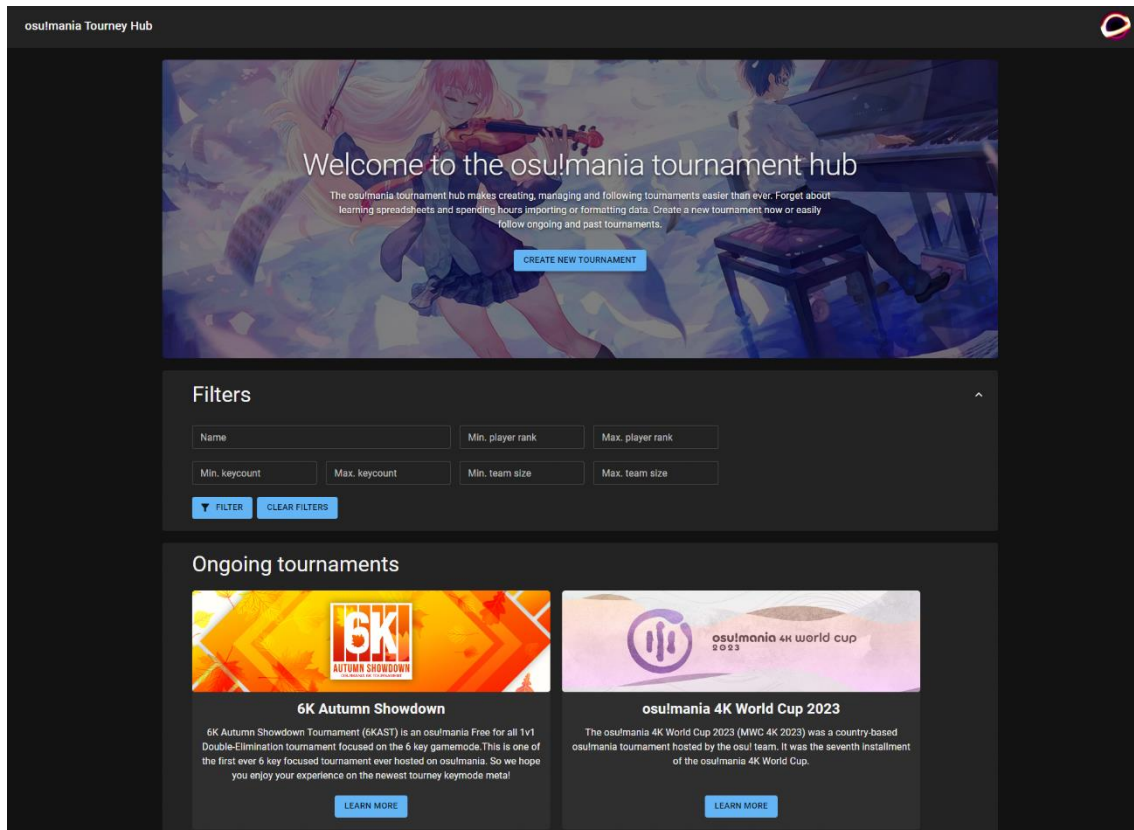 osu!mania Tourney Hub
Welcome to the osu!mania tournament hub
The osu!mania tournament hub makes creating, managing and following tournaments easier than ever. Forget about
learning spreadsheets and spending hours importing or formatting data. Create a new tournament now or easily
follow ongoing and past tournaments.
CREATE NEW TOURNAMENT
Filters
Name
Min. player rank
Max. player rank
Min. keycount
Max. keycount
Min. team size
Max. team size
FILTER
CLEAR FILTERS
Ongoing tournaments
6K
AUTUMN SHOWDOWN
osu!mania 4K world cup
2023
6K Autumn Showdown
6K Autumn Showdown Tournament (6KAST) is an osu!mania Free for all 1v1
Double-Elimination tournament focused on the 6 key gamemode.This is one of
the first ever 6 key focused tournament ever hosted on osu!mania. So we hope
you enjoy your experience on the newest tourney keymode meta!
LEARN MORE
osu!mania 4K World Cup 2023
The osu!mania 4K World Cup 2023 (MWC 4K 2023) was a country-based
osu!mania tournament hosted by the osu! team. It was the seventh installment
of the osu!mania 4K World Cup.
LEARN MORE